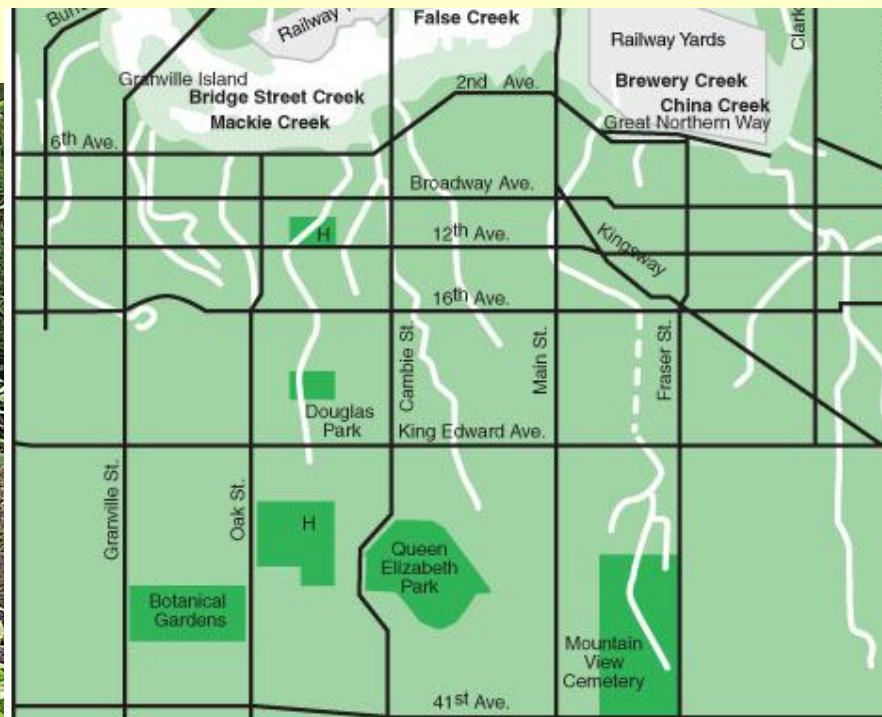 False Creek
Railway Yards
Granville Island
Bridge Street Creek
Mackie Creek
2nd Ave.
Brewery Creek
China Creek
Great Northern Way
6th Ave.
Broadway Ave.
12th Ave.
H
Kingsway
16th Ave.
Cambie St.
Main St.
Fraser St.
Douglas
Park
King Edward Ave.
Granville St.
Oak St.
H
Queen
Elizabeth
Park
Botanical
Gardens
Mountain
View
Cemetery
41st Ave.
Railway
Clark